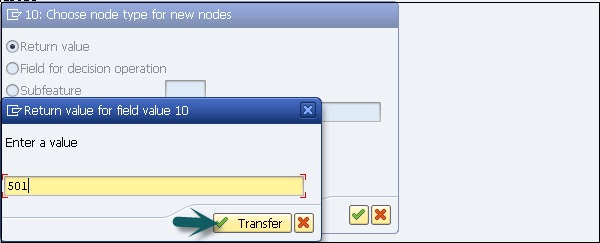 10: Choose node type for new nodes
Return value
Field for decision operation
Subfeature
Return value for field value 10
Enter a value
501
Transfer